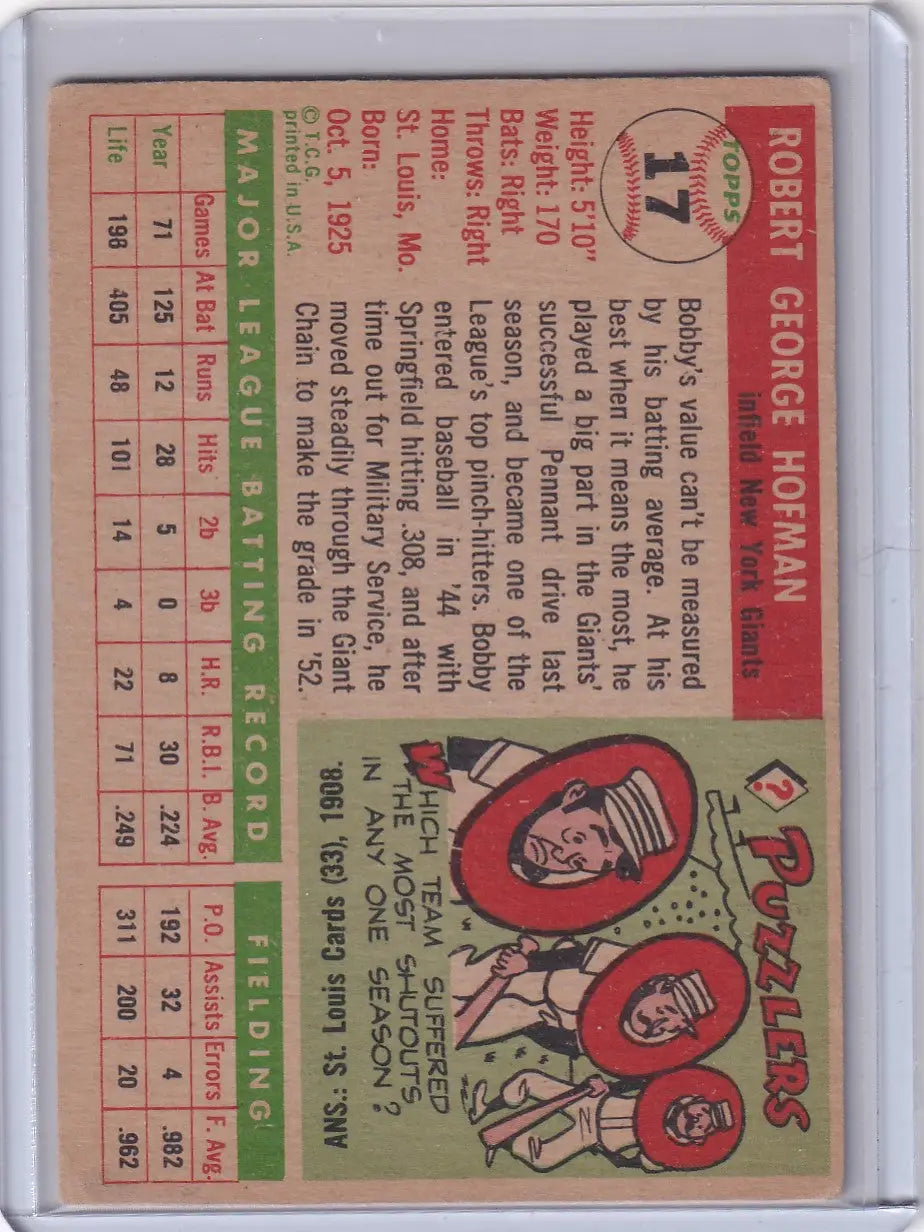 ROBERT GEORGE HOFMAN
infield New York Giants
TOPPS
17
Height: 5'10"
Weight: 170
Bats: Right
Throws: Right
Home:
St. Louis, Mo.
Born:
Oct. 5, 1925
© T.C.G.
printed in U.S.A.
Bobby's value can't be measured
by his batting average. At his
best when it means the most, he
played a big part in the Giants'
successful Pennant drive last
season, and became one of the
League's top pinch-hitters. Bobby
entered baseball in '44 with
Springfield hitting .308, and after
time out for Military Service, he
moved steadily through the Giant
Chain to make the grade in '52.
? PUZZLERS
WHICH TEAM SUFFERED
THE MOST SHUTOUTS
IN ANY ONE SEASON?
ANS.: St. Louis Cards (33), 1908.
MAJOR LEAGUE BATTING RECORD
FIELDING
Games At Bat Runs Hits 2b 3b H.R. R.B.I. B. Avg. P.O. Assists Errors F. Avg.
Year 71 125 12 28 5 0 8 30 .224 192 32 4 .982
Life 198 405 48 101 14 4 22 71 .249 311 200 20 .962